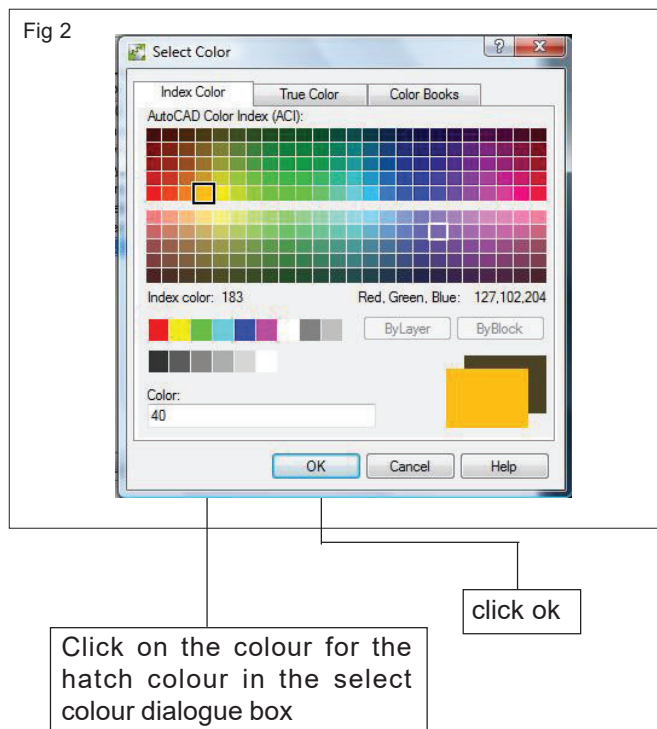 Fig 2
Select Color
Index Color True Color Color Books
AutoCAD Color Index (ACI):
Index color: 183 Red, Green, Blue: 127,102,204
ByLayer ByBlock
Color:
40
OK Cancel Help
click ok
Click on the colour for the
hatch colour in the select
colour dialogue box